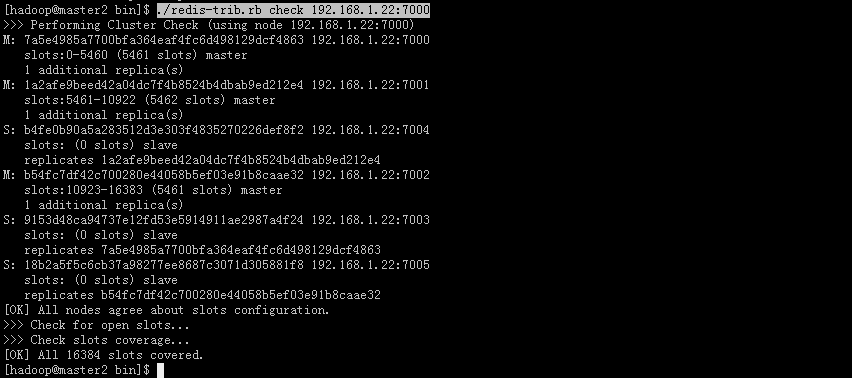 [hadoop@master2 bin]$ ./redis-trib.rb check 192.168.1.22:7000
>>> Performing Cluster Check (using node 192.168.1.22:7000)
M: 7a5e4985a7700bfa364eaf4fc6d498129dcf4863 192.168.1.22:7000
   slots:0-5460 (5461 slots) master
   1 additional replica(s)
M: 1a2afe9beed42a04dc7f4b8524b4dbab9ed212e4 192.168.1.22:7001
   slots:5461-10922 (5462 slots) master
   1 additional replica(s)
S: b4fe0b90a5a283512d3e303f4835270226def8f2 192.168.1.22:7004
   slots: (0 slots) slave
   replicates 1a2afe9beed42a04dc7f4b8524b4dbab9ed212e4
M: b54fc7df42c700280e44058b5ef03e91b8caae32 192.168.1.22:7002
   slots:10923-16383 (5461 slots) master
   1 additional replica(s)
S: 9153d48ca94737e12fd53e5914911ae2987a4f24 192.168.1.22:7003
   slots: (0 slots) slave
   replicates 7a5e4985a7700bfa364eaf4fc6d498129dcf4863
S: 18b2a5f5c6cb37a98277ee8687c3071d305881f8 192.168.1.22:7005
   slots: (0 slots) slave
   replicates b54fc7df42c700280e44058b5ef03e91b8caae32
[OK] All nodes agree about slots configuration.
>>> Check for open slots...
>>> Check slots coverage...
[OK] All 16384 slots covered.
[hadoop@master2 bin]$